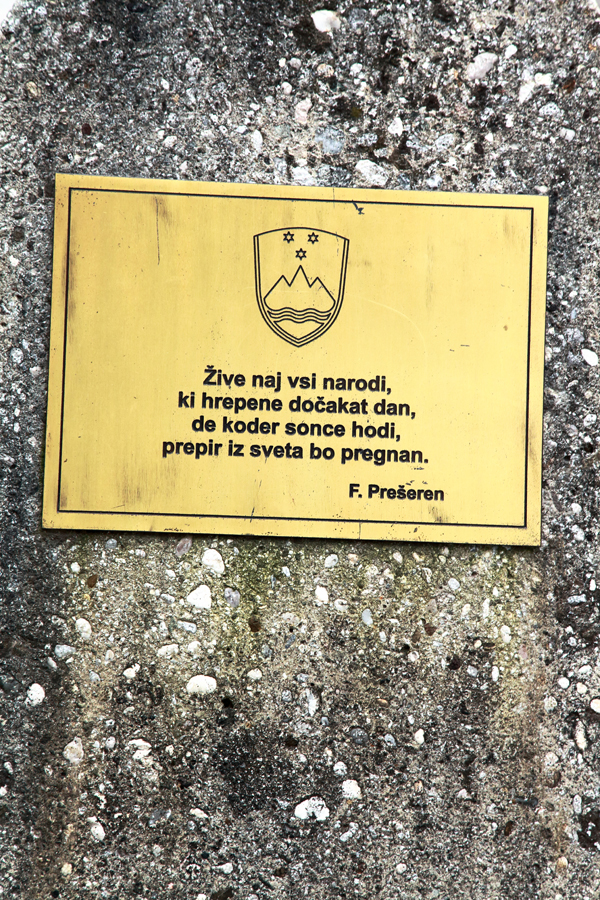 Žive naj vsi narodi,
ki hrepene dočakat dan,
de koder sonce hodi,
prepir iz sveta bo pregnan.
F. Prešeren